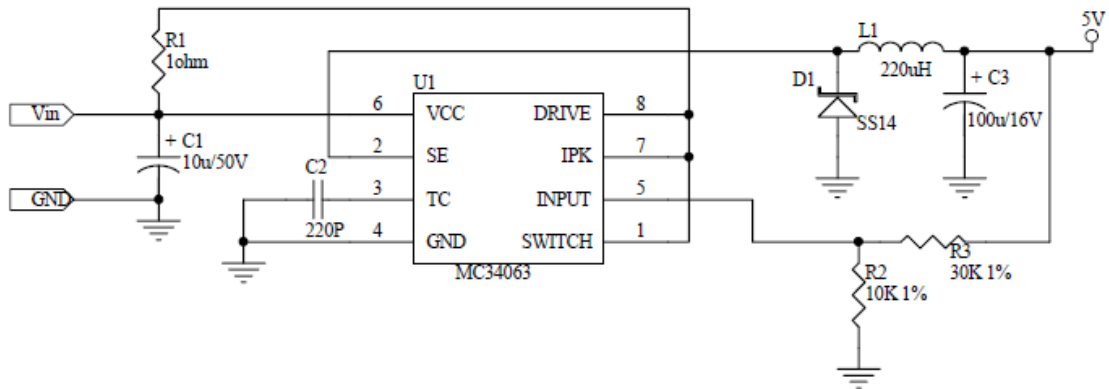 5V
R1
1ohm
L1
220uH
+ C3
100u/16V
D1
SS14
U1
Vin
6
VCC
DRIVE
8
+ C1
10u/50V
2
SE
IPK
7
C2
220P
3
TC
INPUT
5
GND
4
GND
SWITCH
1
MC34063
R3
30K 1%
R2
10K 1%